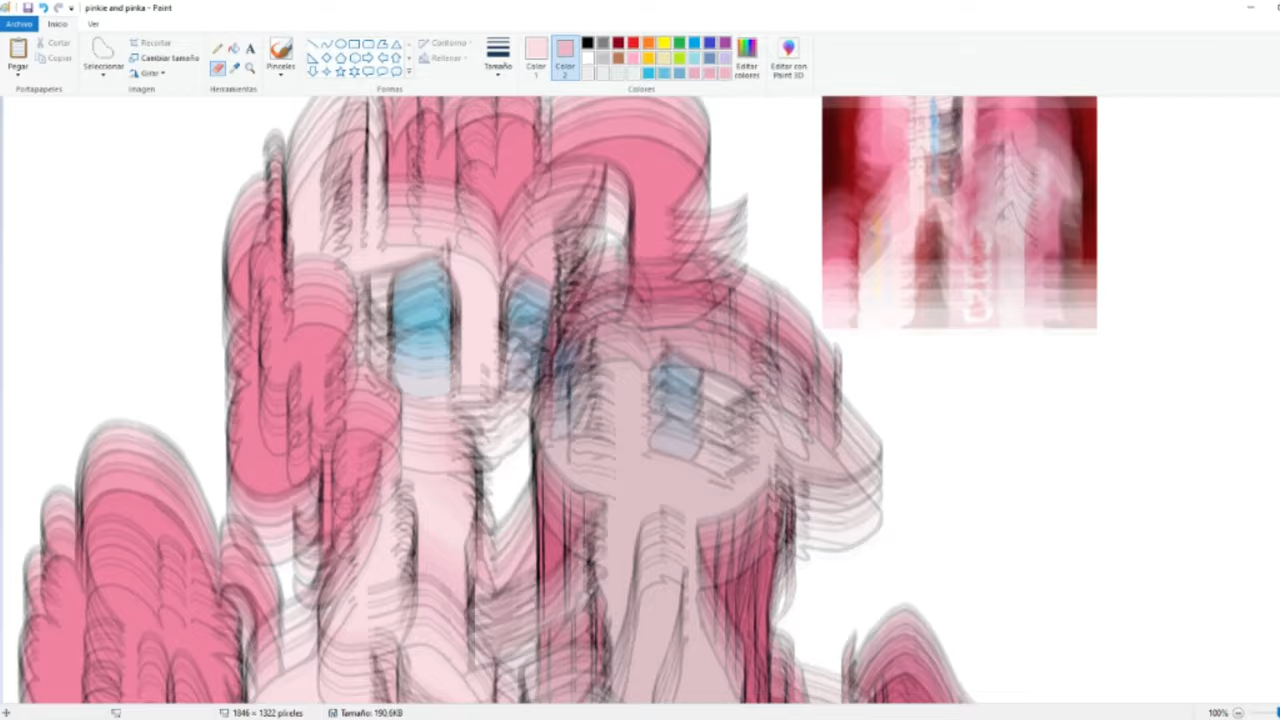 pinkie and pinka - Paint
Archivo Inicio Ver
Pegar
Cortar
Copiar
Portapapeles
Seleccionar
Recortar
Cambiar tamaño
Girar
Imagen
A
Herramientas
Pinceles
Contorno
Rellenar
Formas
Tamaño
Color 1
Color 2
Editar colores
Colores
Editar con Paint 3D
1846 × 1322 píxeles
Tamaño: 190,6KB
100%